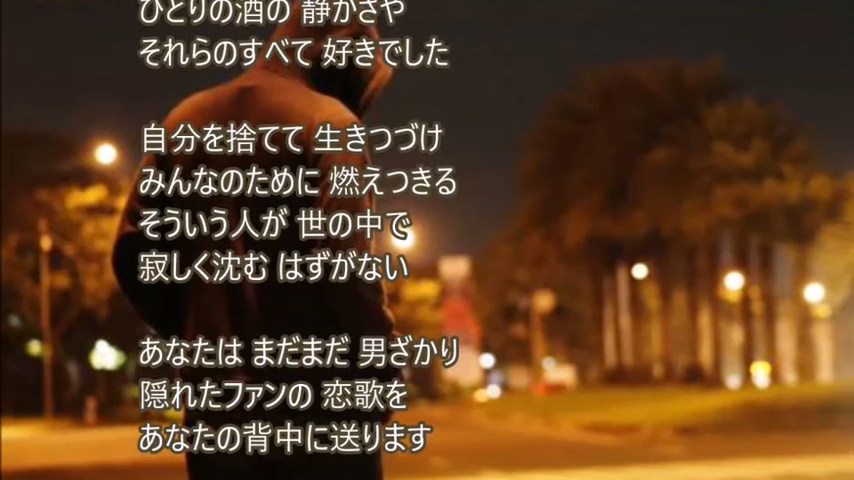 ひとりの酒の 静かさや
それらのすべて 好きでした
自分を捨てて 生きつづけ
みんなのために 燃えつきる
そういう人が 世の中で
寂しく沈む はずがない
あなたは まだまだ 男ざかり
隠れたファンの 恋歌を
あなたの背中に送ります